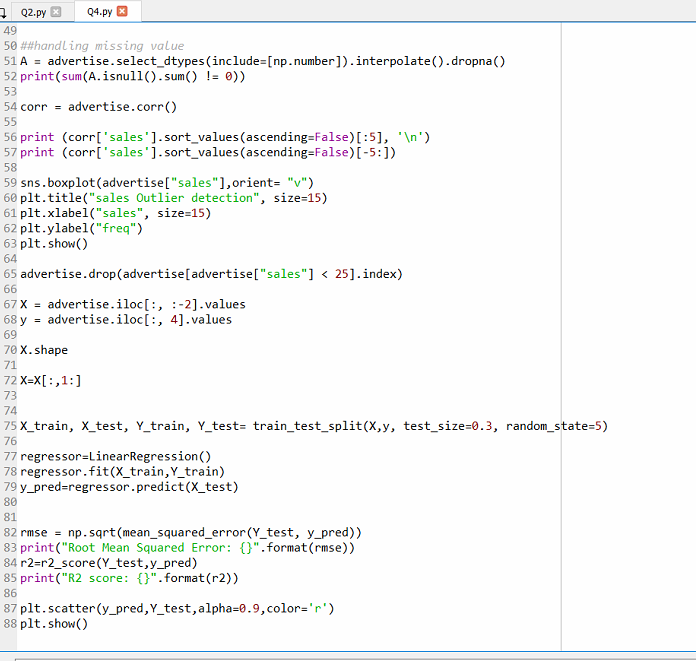 Q2.py
Q4.py
49
50 ##handling missing value
51 A = advertise.select_dtypes(include=[np.number]).interpolate().dropna()
52 print(sum(A.isnull().sum() != 0))
53
54 corr = advertise.corr()
55
56 print (corr['sales'].sort_values(ascending=False)[:5], '\n')
57 print (corr['sales'].sort_values(ascending=False)[-5:])
58
59 sns.boxplot(advertise["sales"],orient= "v")
60 plt.title("sales Outlier detection", size=15)
61 plt.xlabel("sales", size=15)
62 plt.ylabel("freq")
63 plt.show()
64
65 advertise.drop(advertise[advertise["sales"] < 25].index)
66
67 X = advertise.iloc[:, :-2].values
68 y = advertise.iloc[:, 4].values
69
70 X.shape
71
72 X=X[:,1:]
73
74
75 X_train, X_test, Y_train, Y_test= train_test_split(X,y, test_size=0.3, random_state=5)
76
77 regressor=LinearRegression()
78 regressor.fit(X_train,Y_train)
79 y_pred=regressor.predict(X_test)
80
81
82 rmse = np.sqrt(mean_squared_error(Y_test, y_pred))
83 print("Root Mean Squared Error: {}".format(rmse))
84 r2=r2_score(Y_test,y_pred)
85 print("R2 score: {}".format(r2))
86
87 plt.scatter(y_pred,Y_test,alpha=0.9,color='r')
88 plt.show()